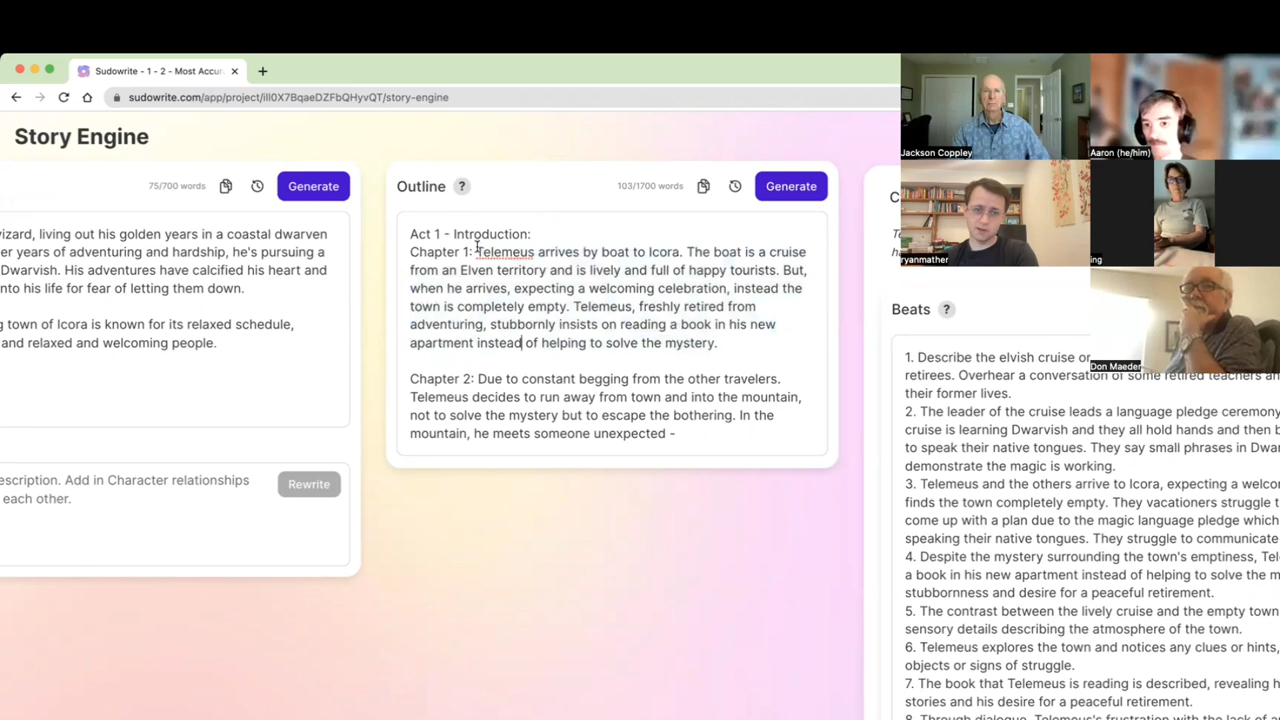 Sudowrite - 1 - 2 - Most Accur
sudowrite.com/app/project/ill0X7BqaeDZFbQHyvQT/story-engine
Story Engine
75/700 words
Generate
vizard, living out his golden years in a coastal dwarven
er years of adventuring and hardship, he's pursuing a
Dwarvish. His adventures have calcified his heart and
nto his life for fear of letting them down.
g town of Icora is known for its relaxed schedule,
and relaxed and welcoming people.
escription. Add in Character relationships
each other.
Rewrite
Outline ?
103/1700 words
Generate
Act 1 - Introduction:
Chapter 1: Telemeus arrives by boat to Icora. The boat is a cruise
from an Elven territory and is lively and full of happy tourists. But,
when he arrives, expecting a welcoming celebration, instead the
town is completely empty. Telemeus, freshly retired from
adventuring, stubbornly insists on reading a book in his new
apartment instead of helping to solve the mystery.
Chapter 2: Due to constant begging from the other travelers.
Telemeus decides to run away from town and into the mountain,
not to solve the mystery but to escape the bothering. In the
mountain, he meets someone unexpected -
Beats ?
1. Describe the elvish cruise or
retirees. Overhear a conversation of some retired teachers a
their former lives.
2. The leader of the cruise leads a language pledge ceremony
cruise is learning Dwarvish and they all hold hands and then b
to speak their native tongues. They say small phrases in Dwa
demonstrate the magic is working.
3. Telemeus and the others arrive to Icora, expecting a welco
finds the town completely empty. They vacationers struggle t
come up with a plan due to the magic language pledge which
speaking their native tongues. They struggle to communicate
4. Despite the mystery surrounding the town's emptiness, Tel
a book in his new apartment instead of helping to solve the m
stubbornness and desire for a peaceful retirement.
5. The contrast between the lively cruise and the empty town
sensory details describing the atmosphere of the town.
6. Telemeus explores the town and notices any clues or hints,
objects or signs of struggle.
7. The book that Telemeus is reading is described, revealing h
stories and his desire for a peaceful retirement.
8. Through dialogue, Telemeus's frustration with the lack of a
Jackson Coppley
Aaron (he/him)
ryanmather
ing
Don Maeder